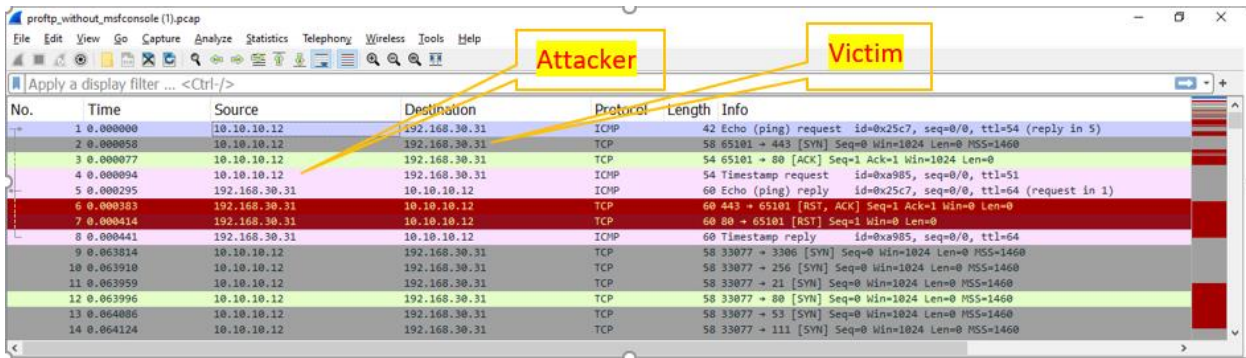 proftp_without_msfconsole (1).pcap
File Edit View Go Capture Analyze Statistics Telephony Wireless Tools Help
Attacker
Victim
Apply a display filter ... <Ctrl-/>
No. Time Source Destination Protocol Length Info
1 0.000000 10.10.10.12 192.168.30.31 ICMP 42 Echo (ping) request id=0x25c7, seq=0/0, ttl=54 (reply in 5)
2 0.000058 10.10.10.12 192.168.30.31 TCP 58 65101 → 443 [SYN] Seq=0 Win=1024 Len=0 MSS=1460
3 0.000077 10.10.10.12 192.168.30.31 TCP 54 65101 → 80 [ACK] Seq=1 Ack=1 Win=1024 Len=0
4 0.000094 10.10.10.12 192.168.30.31 ICMP 54 Timestamp request id=0xa985, seq=0/0, ttl=51
5 0.000295 192.168.30.31 10.10.10.12 ICMP 60 Echo (ping) reply id=0x25c7, seq=0/0, ttl=64 (request in 1)
6 0.000383 192.168.30.31 10.10.10.12 TCP 60 443 → 65101 [RST, ACK] Seq=1 Ack=1 Win=0 Len=0
7 0.000414 192.168.30.31 10.10.10.12 TCP 60 80 → 65101 [RST] Seq=1 Win=0 Len=0
8 0.000441 192.168.30.31 10.10.10.12 ICMP 60 Timestamp reply id=0xa985, seq=0/0, ttl=64
9 0.063814 10.10.10.12 192.168.30.31 TCP 58 33077 → 3306 [SYN] Seq=0 Win=1024 Len=0 MSS=1460
10 0.063910 10.10.10.12 192.168.30.31 TCP 58 33077 → 256 [SYN] Seq=0 Win=1024 Len=0 MSS=1460
11 0.063959 10.10.10.12 192.168.30.31 TCP 58 33077 → 21 [SYN] Seq=0 Win=1024 Len=0 MSS=1460
12 0.063996 10.10.10.12 192.168.30.31 TCP 58 33077 → 80 [SYN] Seq=0 Win=1024 Len=0 MSS=1460
13 0.064086 10.10.10.12 192.168.30.31 TCP 58 33077 → 53 [SYN] Seq=0 Win=1024 Len=0 MSS=1460
14 0.064124 10.10.10.12 192.168.30.31 TCP 58 33077 → 111 [SYN] Seq=0 Win=1024 Len=0 MSS=1460